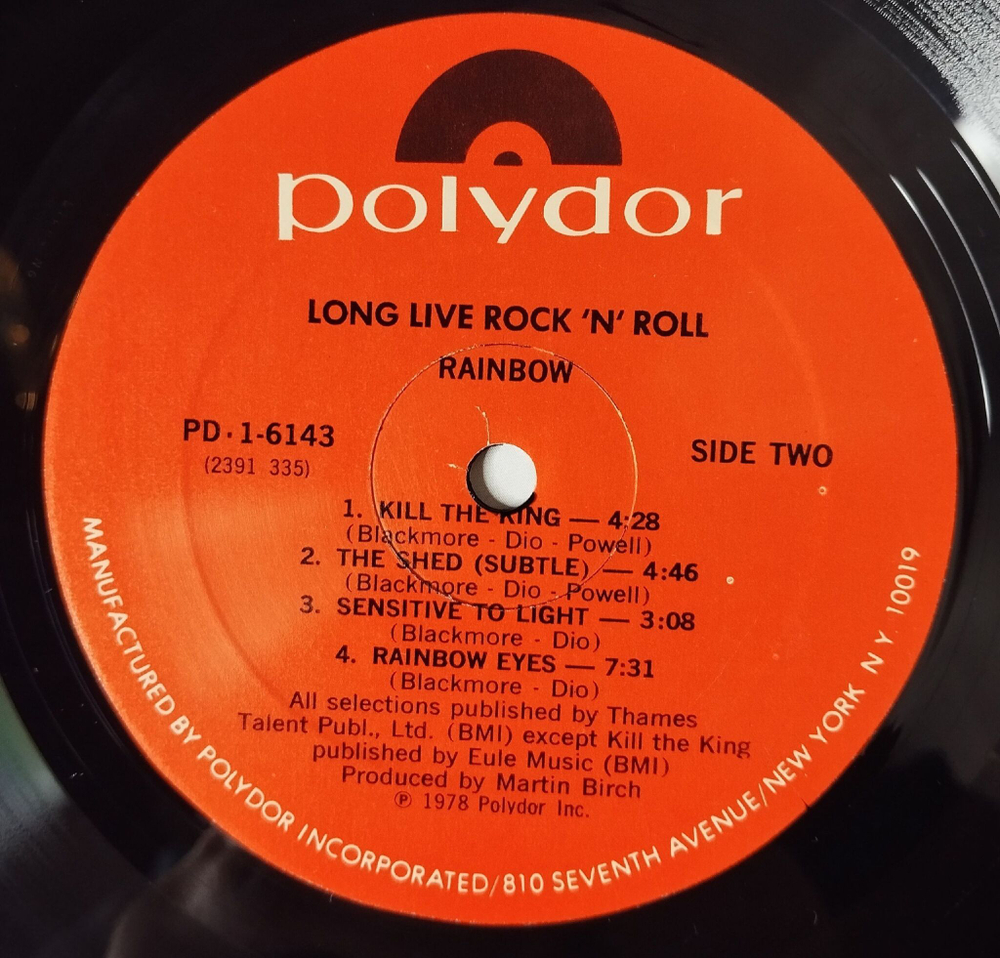 polydor
LONG LIVE ROCK ‘N‘ ROLL
RAINBOW
PD · 1-6143
(2391 335)
SIDE TWO
1. KILL THE KING — 4:28
(Blackmore - Dio - Powell)
2. THE SHED (SUBTLE) — 4:46
(Blackmore - Dio - Powell)
3. SENSITIVE TO LIGHT — 3:08
(Blackmore - Dio)
4. RAINBOW EYES — 7:31
(Blackmore - Dio)
All selections published by Thames
Talent Publ., Ltd. (BMI) except Kill the King
published by Eule Music (BMI)
Produced by Martin Birch
℗ 1978 Polydor Inc.
MANUFACTURED BY POLYDOR INCORPORATED/810 SEVENTH AVENUE/NEW YORK N Y. 10019